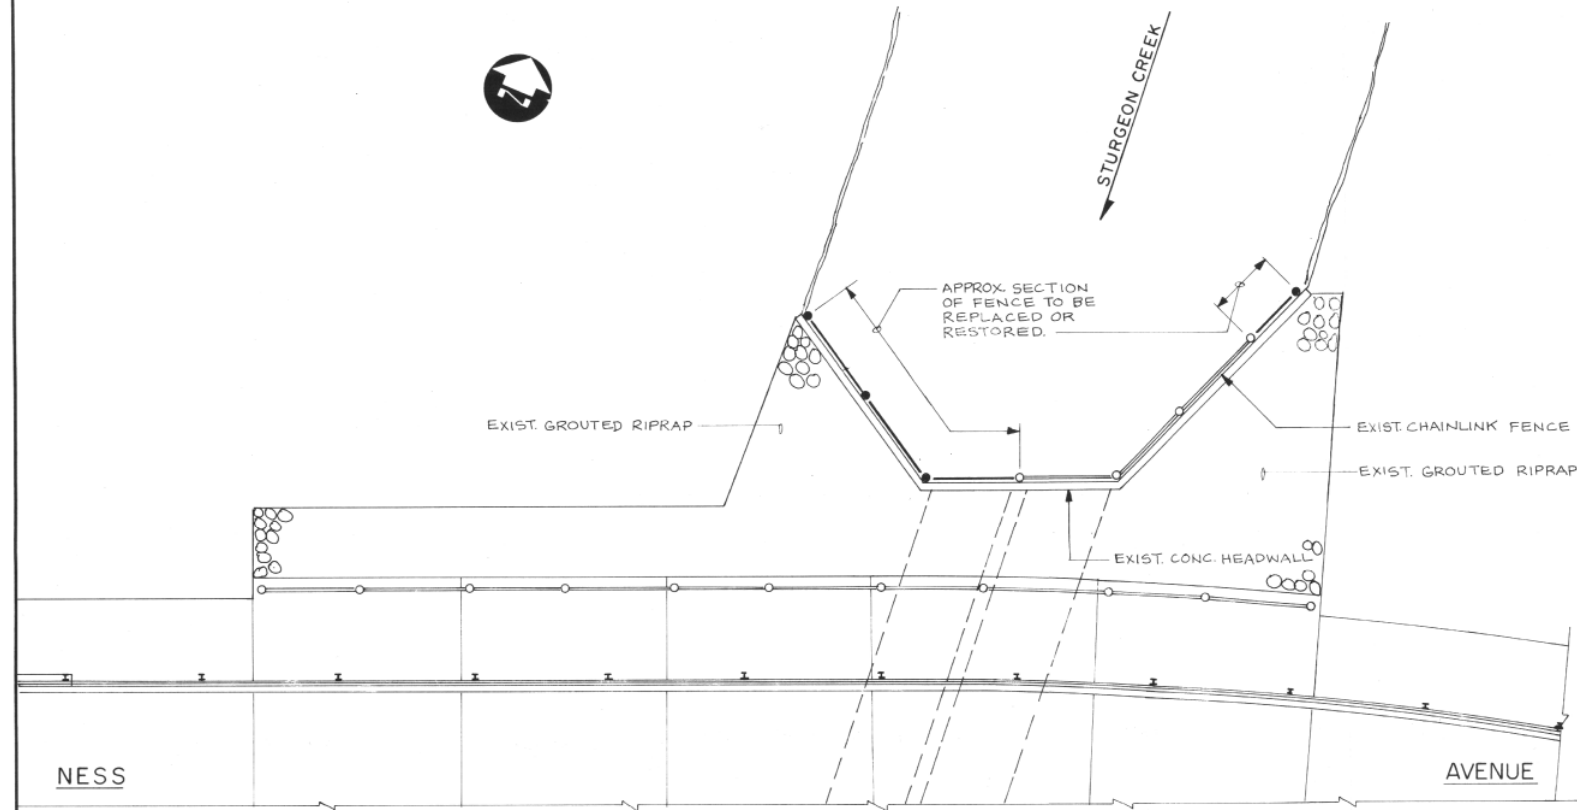 N
STURGEON CREEK
APPROX. SECTION
OF FENCE TO BE
REPLACED OR
RESTORED.
EXIST. GROUTED RIPRAP
EXIST. CHAINLINK FENCE
EXIST. GROUTED RIPRAP
EXIST. CONC. HEADWALL
NESS
AVENUE